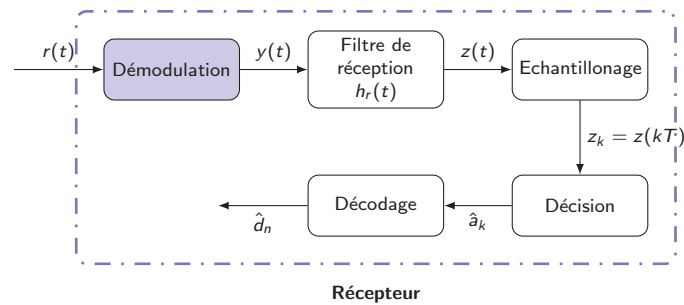 r(t)
Démodulation
y(t)
Filtre de
réception
h_r(t)
z(t)
Echantillonage
z_k = z(kT)
Décision
â_k
Décodage
d̂_n
Récepteur